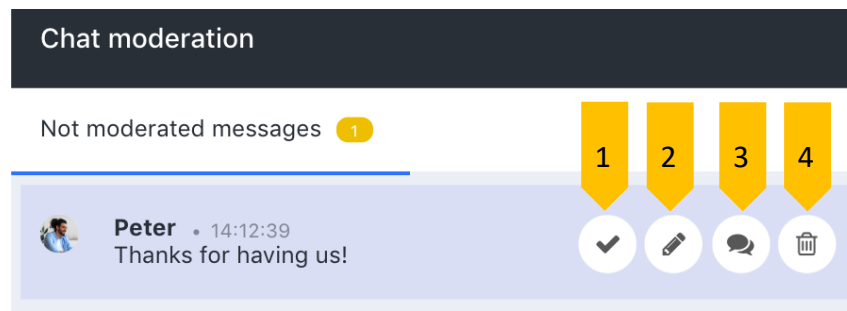 Chat moderation
Not moderated messages 1
1 2 3 4
Peter • 14:12:39
Thanks for having us!